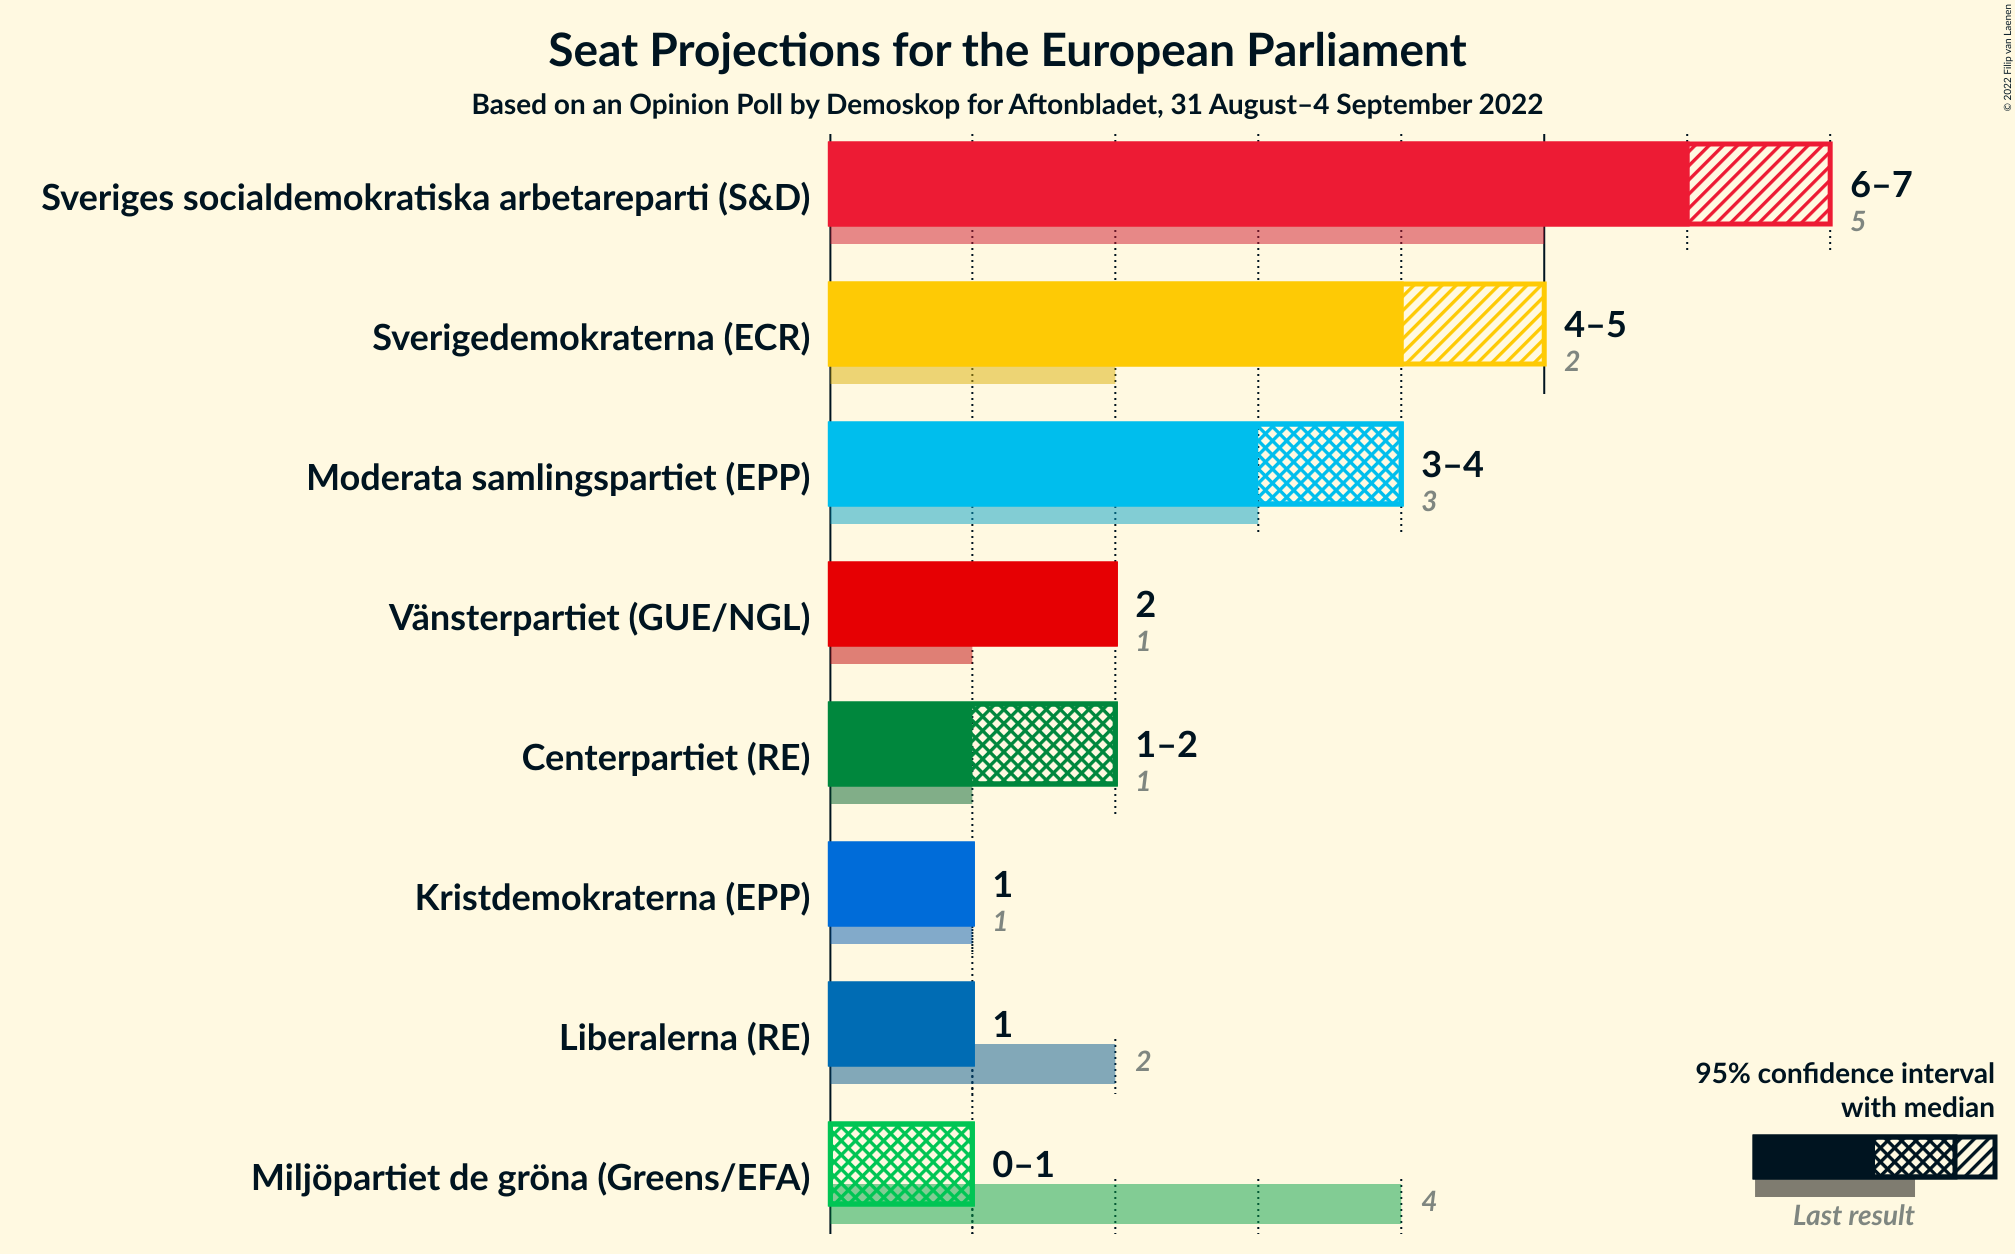 Seat Projections for the European Parliament
Based on an Opinion Poll by Demoskop for Aftonbladet, 31 August–4 September 2022
© 2022 Filip van Laenen
Sveriges socialdemokratiska arbetareparti (S&D)
6–7
5
Sverigedemokraterna (ECR)
4–5
2
Moderata samlingspartiet (EPP)
3–4
3
Vänsterpartiet (GUE/NGL)
2
1
Centerpartiet (RE)
1–2
1
Kristdemokraterna (EPP)
1
1
Liberalerna (RE)
1
2
Miljöpartiet de gröna (Greens/EFA)
0–1
4
95% confidence interval
with median
Last result